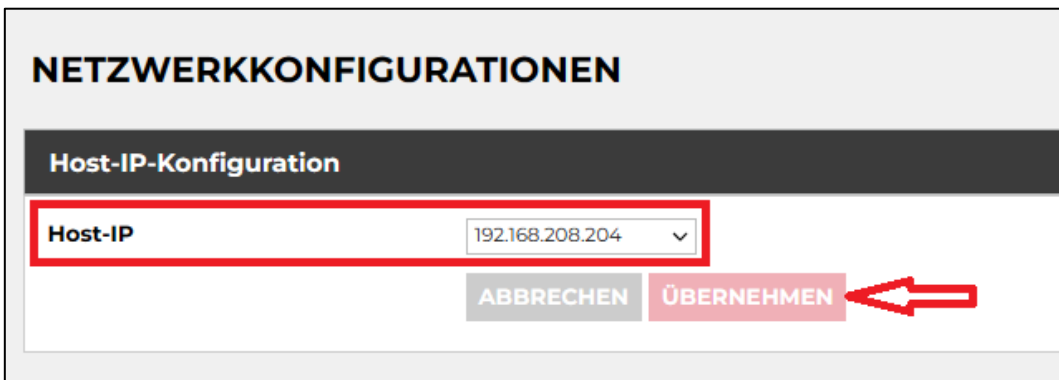 NETZWERKKONFIGURATIONEN
Host-IP-Konfiguration
Host-IP 192.168.208.204
ABBRECHEN ÜBERNEHMEN